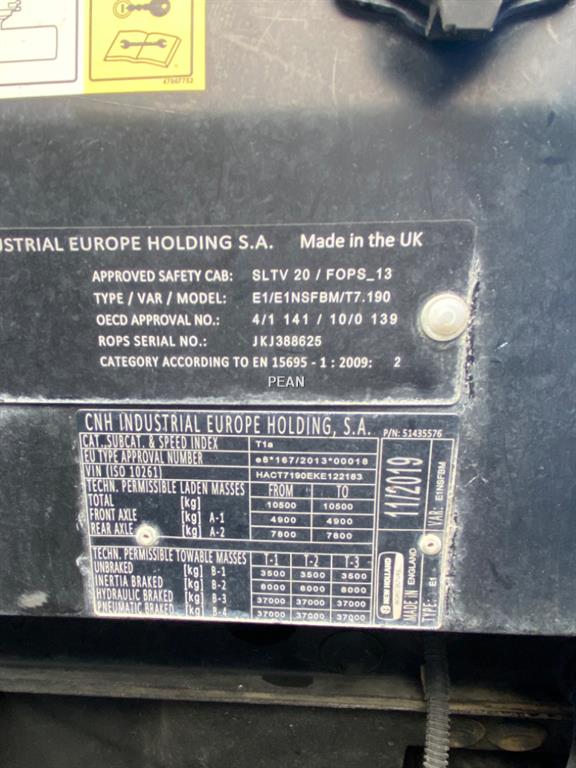 4706F752
USTRIAL EUROPE HOLDING S.A. Made in the UK
APPROVED SAFETY CAB: SLTV 20 / FOPS_13
TYPE / VAR / MODEL: E1/E1NSFBM/T7.190
OECD APPROVAL NO.: 4/1 141 / 10/0 139
ROPS SERIAL NO.: JKJ388625
CATEGORY ACCORDING TO EN 15695 - 1 : 2009: 2
PEAN
CNH INDUSTRIAL EUROPE HOLDING, S.A. P/N: 51435576
CAT.,SUBCAT. & SPEED INDEX T1a
EU TYPE APPROVAL NUMBER e8*167/2013*00018
VIN (ISO 10261) HACT7190EKE122183
TECHN. PERMISSIBLE LADEN MASSES FROM TO
TOTAL [kg] 10500 10500
FRONT AXLE [kg] A-1 4900 4900
REAR AXLE [kg] A-2 7800 7800
TECHN. PERMISSIBLE TOWABLE MASSES T-1 T-2 T-3
UNBRAKED [kg] B-1 3500 3500 3500
INERTIA BRAKED [kg] B-2 8000 8000 8000
HYDRAULIC BRAKED [kg] B-3 37000 37000 37000
PNEUMATIC BRAKED [kg] B-4 37000 37000 37000
11/2019
VAR: E1NSFBM
NEW HOLLAND
AGRICULTURE
MADE IN ENGLAND
TYPE: E1